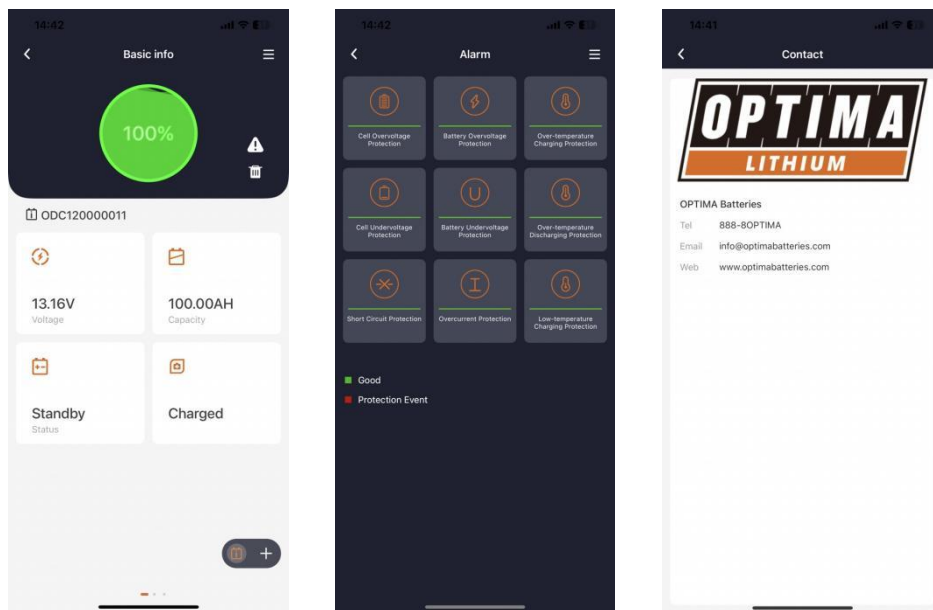 14:42
Basic info
100%
ODC120000011
13.16V
Voltage
100.00AH
Capacity
Standby
Status
Charged
14:42
Alarm
Cell Overvoltage
Protection
Battery Overvoltage
Protection
Over-temperature
Charging Protection
Cell Undervoltage
Protection
Battery Undervoltage
Protection
Over-temperature
Discharging Protection
Short Circuit Protection
Overcurrent Protection
Low-temperature
Charging Protection
Good
Protection Event
14:41
Contact
OPTIMA
LITHIUM
OPTIMA Batteries
Tel 888-8OPTIMA
Email info@optimabatteries.com
Web www.optimabatteries.com